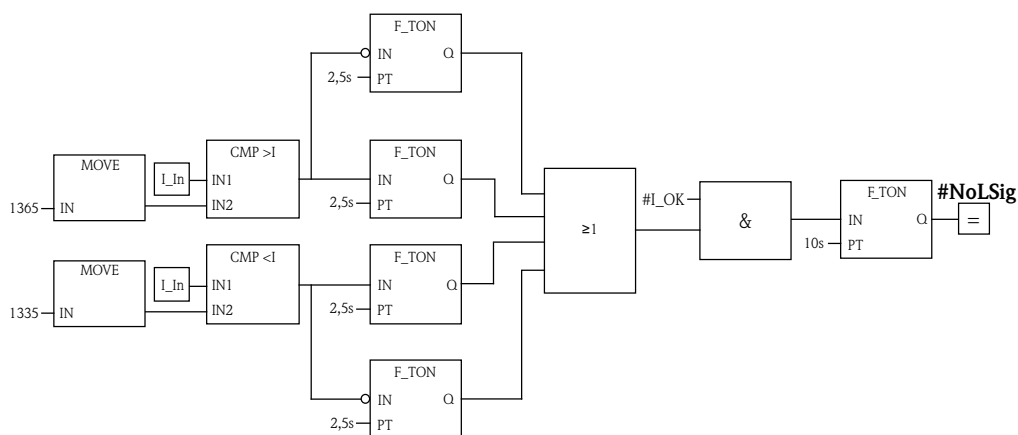 F_TON
IN Q
2,5s PT
MOVE
1365 IN
I_In
CMP >I
IN1
IN2
F_TON
IN Q
2,5s PT
MOVE
1335 IN
I_In
CMP <I
IN1
IN2
F_TON
IN Q
2,5s PT
F_TON
IN Q
2,5s PT
≥1
#I_OK
&
F_TON
IN Q
10s PT
#NoLSig
=